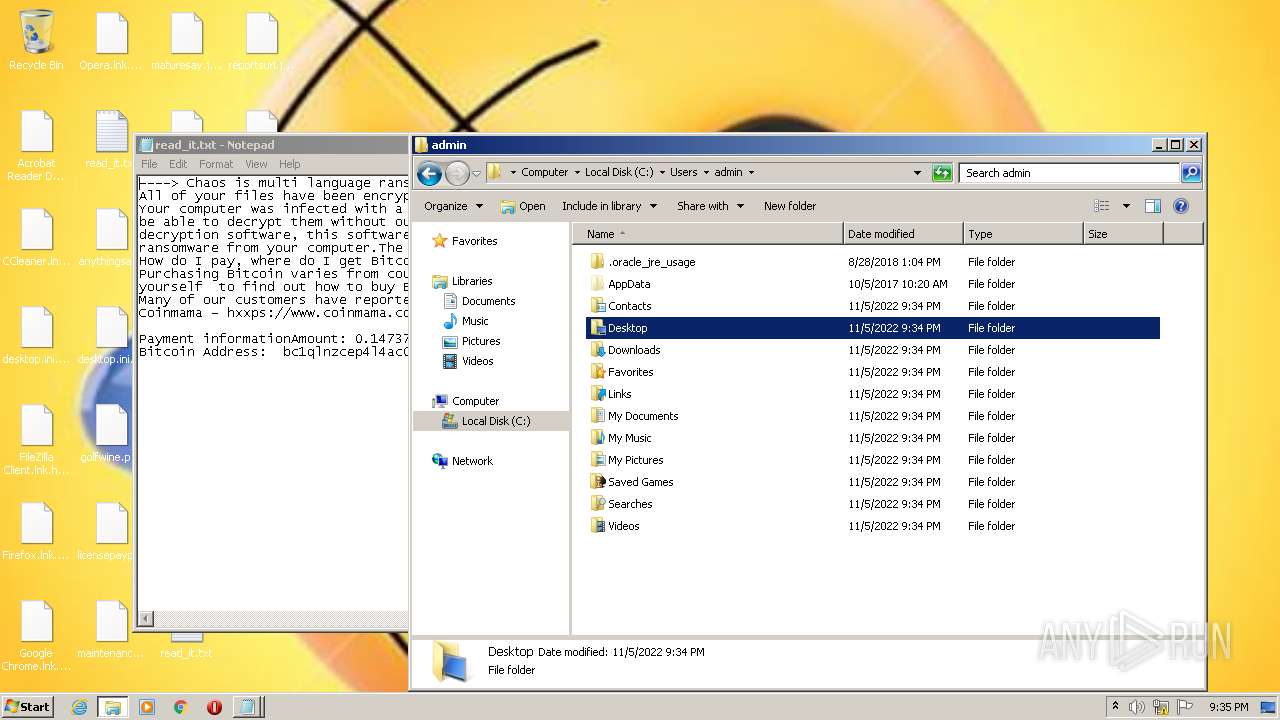 Recycle Bin
Opera.lnk....
maturesay.j...
reportsurl.j...
Acrobat
Reader D...
read_it.tx
CCleaner.ln...
anythingsa
desktop.ini....
desktop.ini
FileZilla
Client.lnk.h...
golfwine.p
Firefox.lnk....
licensepayp
Google
Chrome.lnk....
maintenanc...
read_it.txt
read_it.txt - Notepad
File Edit Format View Help
----> Chaos is multi language rans
All of your files have been encryp
Your computer was infected with a
be able to decrypt them without ou
decryption software, this software
ransomware from your computer.The
How do I pay, where do I get Bitco
Purchasing Bitcoin varies from cou
yourself to find out how to buy B
Many of our customers have reporte
Coinmama - hxxps://www.coinmama.co
Payment informationAmount: 0.14737
Bitcoin Address: bc1qlnzcep4l4ac0
admin
Computer Local Disk (C:) Users admin
Search admin
Organize Open Include in library Share with New folder
Favorites
Libraries
Documents
Music
Pictures
Videos
Computer
Local Disk (C:)
Network
Name Date modified Type Size
.oracle_jre_usage 8/28/2018 1:04 PM File folder
AppData 10/5/2017 10:20 AM File folder
Contacts 11/5/2022 9:34 PM File folder
Desktop 11/5/2022 9:34 PM File folder
Downloads 11/5/2022 9:34 PM File folder
Favorites 11/5/2022 9:34 PM File folder
Links 11/5/2022 9:34 PM File folder
My Documents 11/5/2022 9:34 PM File folder
My Music 11/5/2022 9:34 PM File folder
My Pictures 11/5/2022 9:34 PM File folder
Saved Games 11/5/2022 9:34 PM File folder
Searches 11/5/2022 9:34 PM File folder
Videos 11/5/2022 9:34 PM File folder
Desktop Date modified: 11/5/2022 9:34 PM
File folder
ANY RUN
Start
9:35 PM